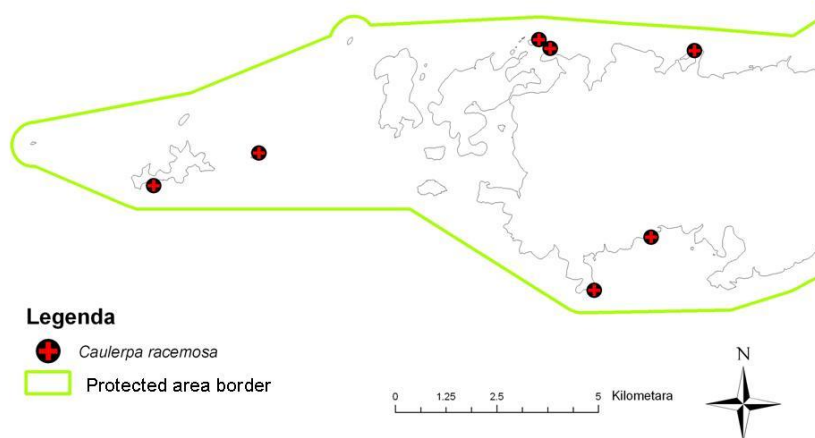 Legenda
Caulerpa racemosa
Protected area border
N
0 1.25 2.5 5 Kilometara